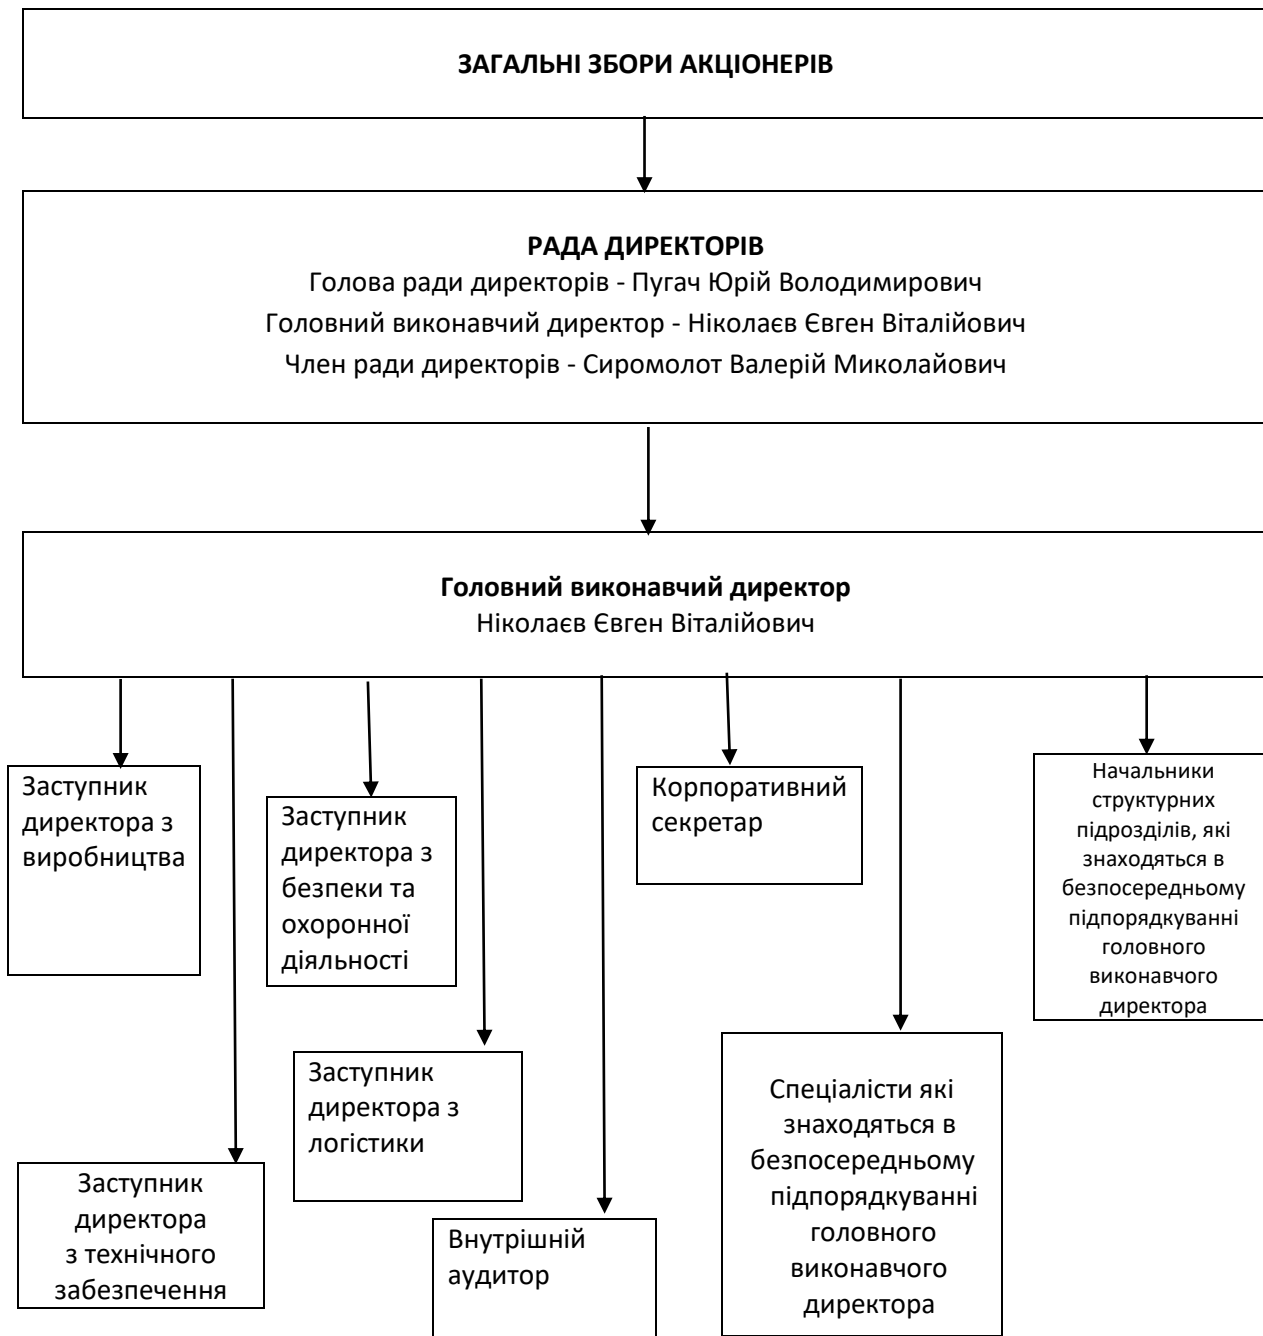 ЗАГАЛЬНІ ЗБОРИ АКЦІОНЕРІВ
РАДА ДИРЕКТОРІВ
Голова ради директорів - Пугач Юрій Володимирович
Головний виконавчий директор - Ніколаєв Євген Віталійович
Член ради директорів - Сиромолот Валерій Миколайович
Головний виконавчий директор
Ніколаєв Євген Віталійович
Заступник
директора з
виробництва
Заступник
директора з
безпеки та
охоронної
діяльності
Корпоративний
секретар
Начальники
структурних
підрозділів, які
знаходяться в
безпосередньому
підпорядкуванні
головного
виконавчого
директора
Заступник
директора
з технічного
забезпечення
Заступник
директора з
логістики
Внутрішній
аудитор
Спеціалісти які
знаходяться в
безпосередньому
підпорядкуванні
головного
виконавчого
директора